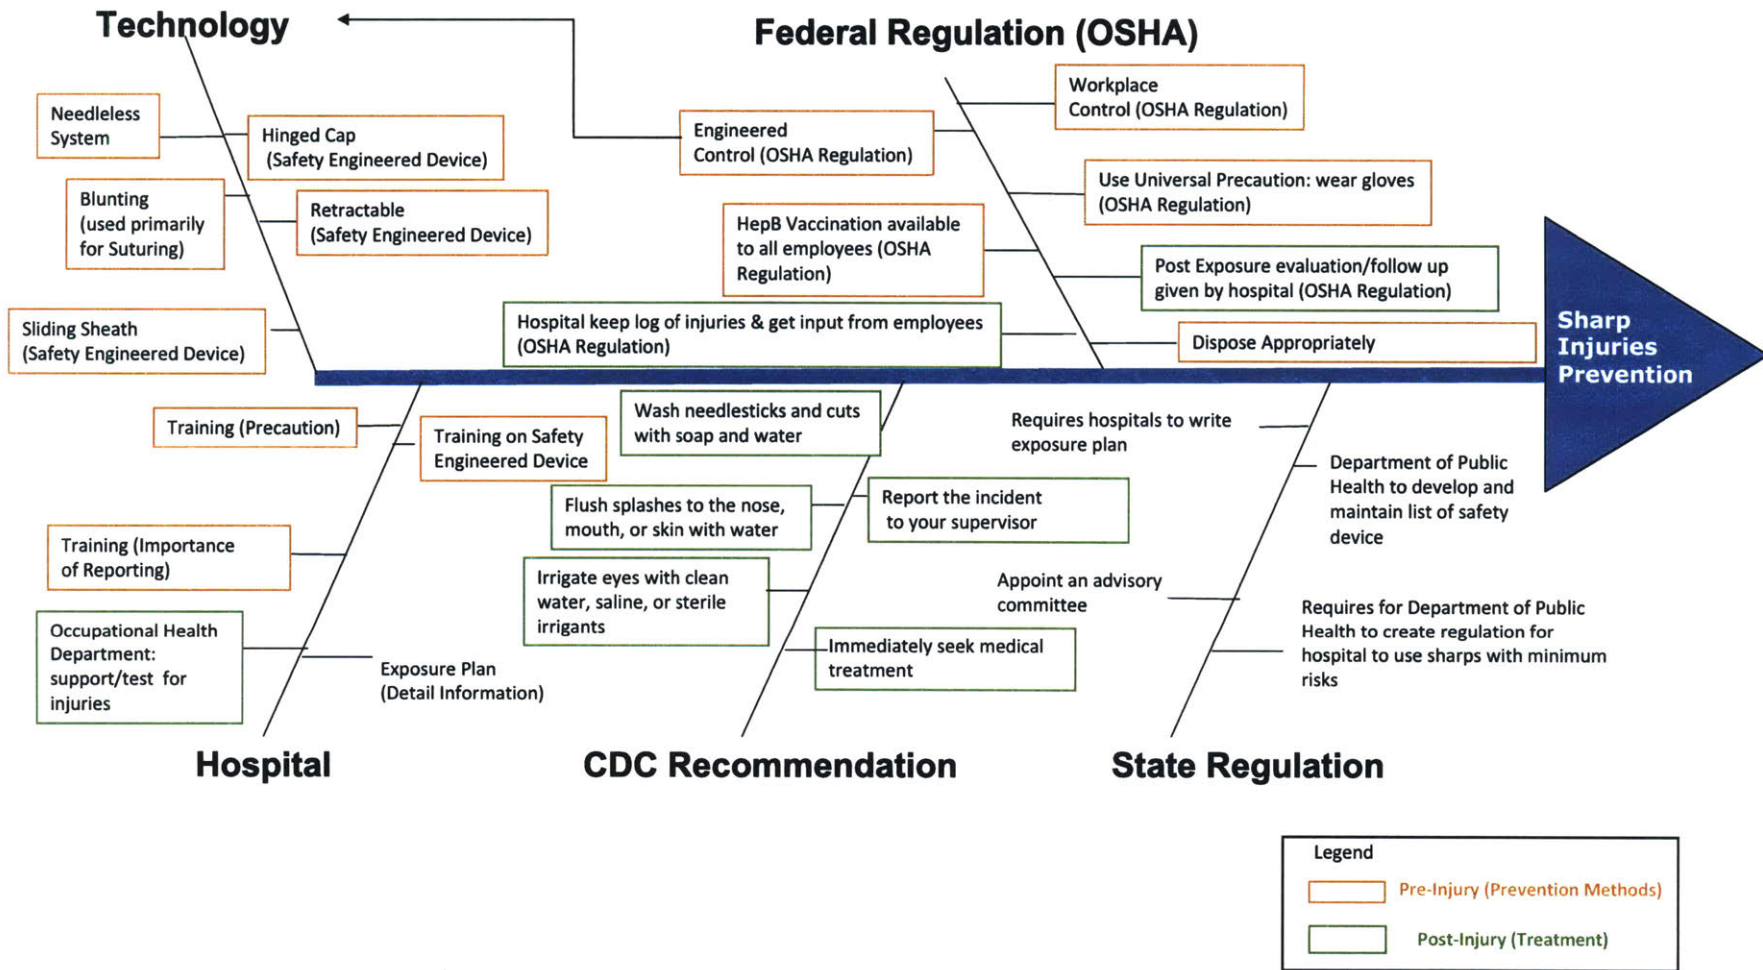 Technology
Federal Regulation (OSHA)
Needleless
System
Hinged Cap
(Safety Engineered Device)
Blunting
(used primarily
for Suturing)
Retractable
(Safety Engineered Device)
Sliding Sheath
(Safety Engineered Device)
Engineered
Control (OSHA Regulation)
Workplace
Control (OSHA Regulation)
Use Universal Precaution: wear gloves
(OSHA Regulation)
HepB Vaccination available
to all employees (OSHA
Regulation)
Post Exposure evaluation/follow up
given by hospital (OSHA Regulation)
Hospital keep log of injuries & get input from employees
(OSHA Regulation)
Dispose Appropriately
Sharp
Injuries
Prevention
Training (Precaution)
Training on Safety
Engineered Device
Training (Importance
of Reporting)
Occupational Health
Department:
support/test for
injuries
Exposure Plan
(Detail Information)
Wash needlesticks and cuts
with soap and water
Flush splashes to the nose,
mouth, or skin with water
Report the incident
to your supervisor
Irrigate eyes with clean
water, saline, or sterile
irrigants
Immediately seek medical
treatment
Requires hospitals to write
exposure plan
Department of Public
Health to develop and
maintain list of safety
device
Appoint an advisory
committee
Requires for Department of Public
Health to create regulation for
hospital to use sharps with minimum
risks
Hospital
CDC Recommendation
State Regulation
Legend
Pre-Injury (Prevention Methods)
Post-Injury (Treatment)